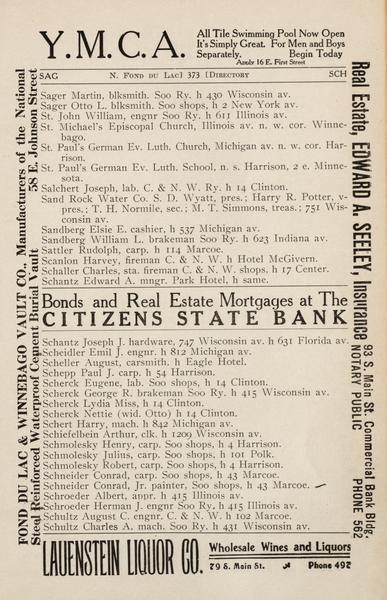 Y.M.C.A.
All Tile Swimming Pool Now Open
It's Simply Great. For Men and Boys
Separately. Begin Today
Apply 16 E. First Street
SAG N. FOND DU LAC] 373 [DIRECTORY SCH
Sager Martin, blksmith. Soo Ry. h 430 Wisconsin av.
Sager Otto L. blksmith. Soo shops, h 2 New York av.
St. John William, engnr Soo Ry. h 611 Illinois av.
St. Michael's Episcopal Church, Illinois av. n. w. cor. Winne-
bago.
St. Paul's German Ev. Luth. Church, Michigan av. n. w. cor. Har-
rison.
St. Paul's German Ev. Luth. School, n. s. Harrison, 2 e. Minne-
sota.
Salchert Joseph, lab. C. & N. W. Ry. h 14 Clinton.
Sand Rock Water Co. S. D. Wyatt, pres.; Harry R. Potter, v-
pres.; T. H. Normile, sec.; M. T. Simmons, treas.; 751 Wis-
consin av.
Sandberg Elsie E. cashier, h 537 Michigan av.
Sandberg William L. brakeman Soo Ry. h 623 Indiana av.
Sattler Rudolph, carp. h 114 Marcoe.
Scanlon Harvey, fireman C. & N. W. h Hotel McGivern.
Schaller Charles, sta. fireman C. & N. W. shops, h 17 Center.
Schantz Edward A. mngr. Park Hotel, h same.
Bonds and Real Estate Mortgages at The
CITIZENS STATE BANK
Schantz Joseph J. hardware, 747 Wisconsin av. h 631 Florida av.
Scheidler Emil J. engnr. h 812 Michigan av.
Scheller August, carsmith, h Eagle Hotel.
Schepp Paul J. carp. h 54 Harrison.
Scherck Eugene, lab. Soo shops, h 14 Clinton.
Scherck George R. brakeman Soo Ry. h 415 Wisconsin av.
Scherck Lydia Miss, h 14 Clinton.
Scherck Nettie (wid. Otto) h 14 Clinton.
Schert Harry, mach. h 842 Michigan av.
Schiefelbein Arthur, clk. h 1209 Wisconsin av.
Schmolesky Henry, carp. Soo shops, h 4 Harrison.
Schmolesky Julius, carp. Soo shops, h 101 Polk.
Schmolesky Robert, carp. Soo shops, h 4 Harrison.
Schneider Conrad, carp. Soo shops, h 43 Marcoe.
Schneider Conrad, Jr. painter, Soo shops, h 43 Marcoe.
Schroeder Albert, appr. h 415 Illinois av.
Schroeder Herman J. engnr Soo Ry. h 415 Illinois av.
Schultz August C. engnr. C. & N. W. h 102 Marcoe.
Schultz Charles A. mach. Soo Ry. h 431 Wisconsin av.
LAUENSTEIN LIQUOR CO.
Wholesale Wines and Liquors
79 S. Main St. Phone 492
FOND DU LAC & WINNEBAGO VAULT CO., Manufacturers of the National
Steel Reinforced Waterproof Cement Burial Vault 58 E. Johnson Street
Real Estate, EDWARD A. SEELEY, Insurance
93 S. Main St. Commercial Bank Bldg.
NOTARY PUBLIC PHONE 562